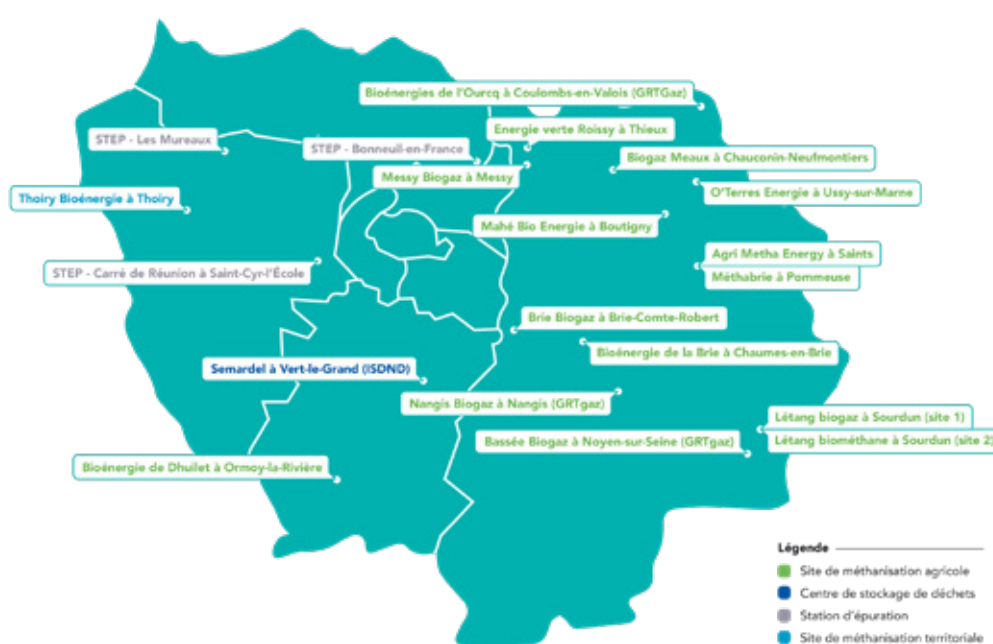 Bioénergies de l'Ourcq à Coulombs-en-Valois (GRTGaz)
Energie verte Roissy à Thieux
STEP - Les Mureaux
STEP - Bonneuil-en-France
Biogaz Meaux à Chauconin-Neufmontiers
Messy Biogaz à Messy
O'Terres Energie à Ussy-sur-Marne
Thoiry Bioénergie à Thoiry
Mahé Bio Energie à Boutigny
Agri Metha Energy à Saints
STEP - Carré de Réunion à Saint-Cyr-l'École
Méthabrie à Pommeuse
Brie Biogaz à Brie-Comte-Robert
Bioénergie de la Brie à Chaumes-en-Brie
Semardel à Vert-le-Grand (ISDND)
Nangis Biogaz à Nangis (GRTgaz)
Létang biogaz à Sourdun (site 1)
Bassée Biogaz à Noyen-sur-Seine (GRTgaz)
Létang biométhane à Sourdun (site 2)
Bioénergie de Dhuilet à Ormoy-la-Rivière
Légende
Site de méthanisation agricole
Centre de stockage de déchets
Station d'épuration
Site de méthanisation territoriale